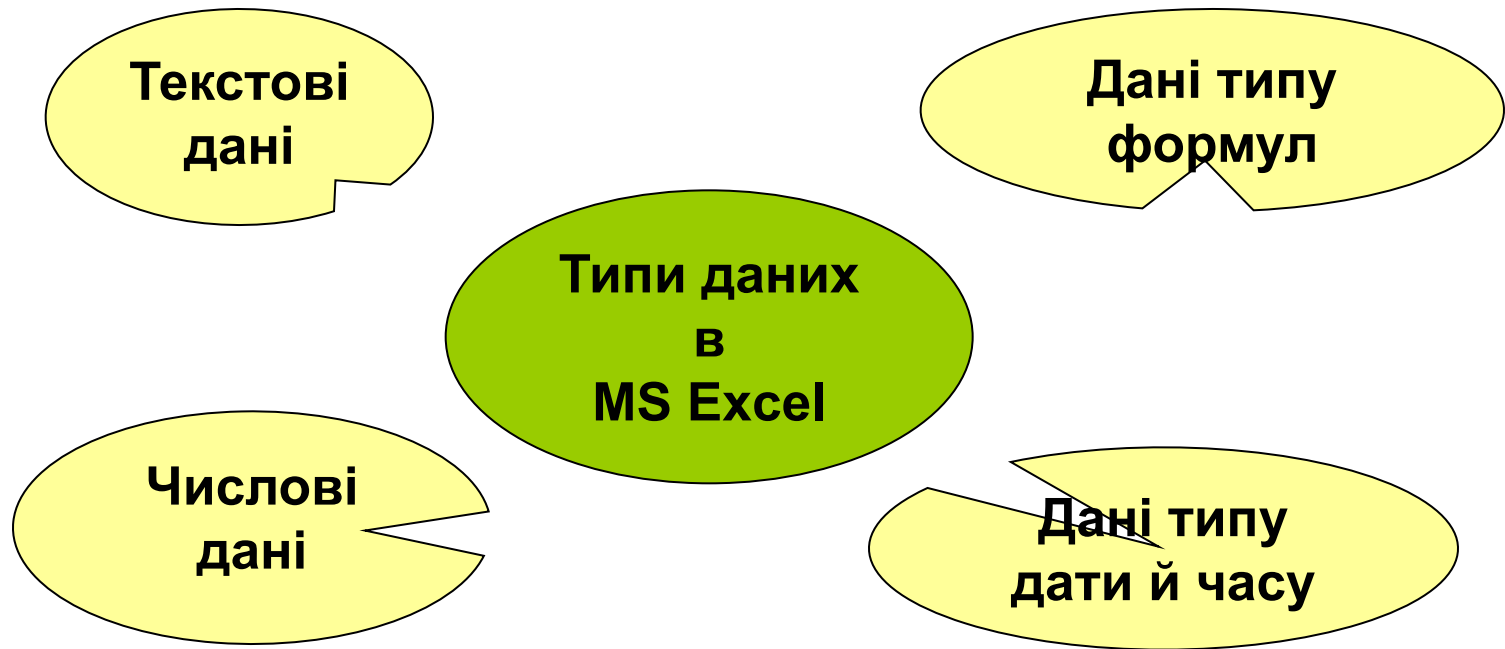 Текстові
дані
Дані типу
формул
Типи даних
в
MS Excel
Числові
дані
Дані типу
дати й часу